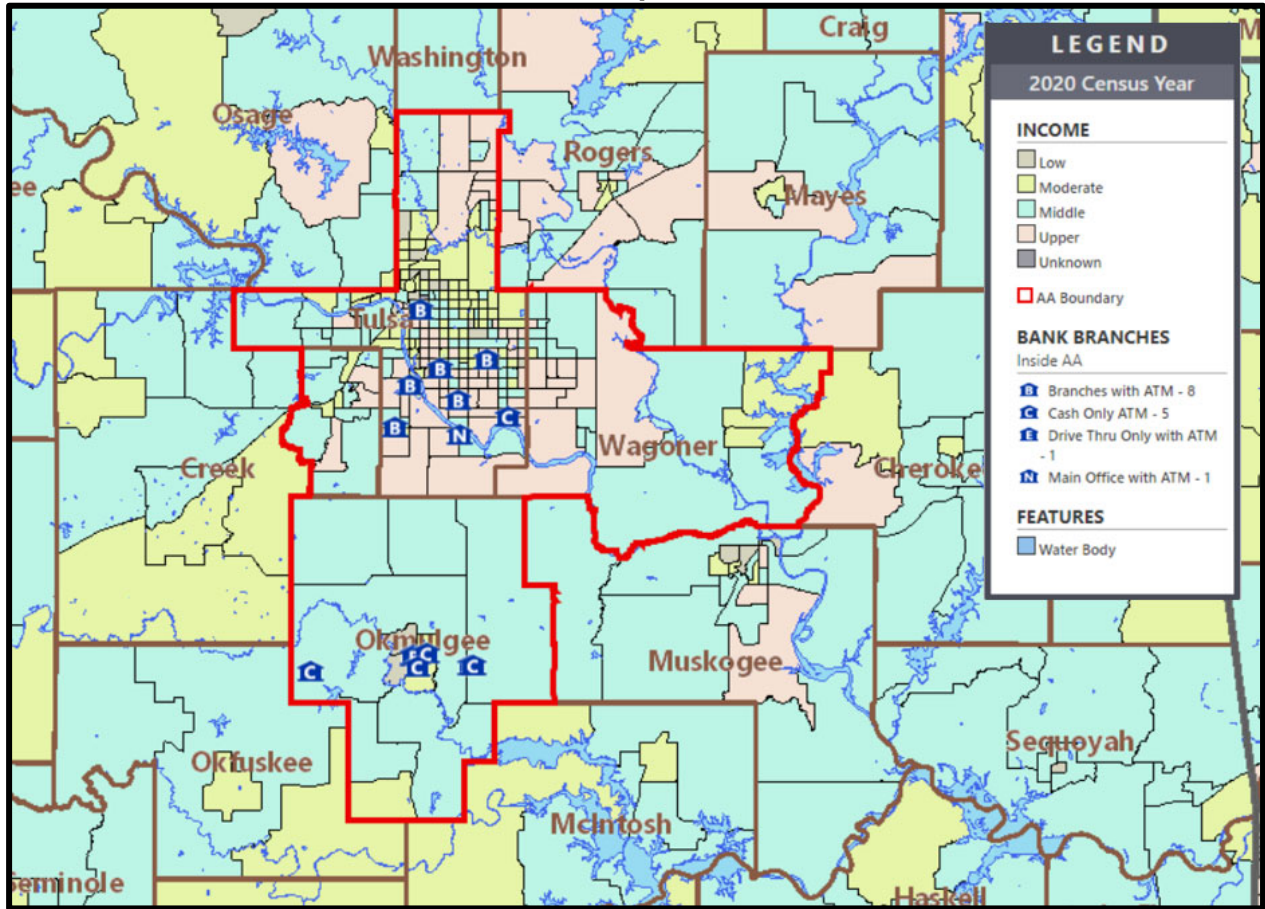 Craig
Washington
Osage
Rogers
ee
Mayes
Tulsa
B
B
B
B
B
C
B
N
Wagoner
Creek
Cherokee
Okmulgee
C
C
C
C
Muskogee
Okfuskee
Sequoyah
McIntosh
Seminole
Haskell
M
LEGEND
2020 Census Year
INCOME
Low
Moderate
Middle
Upper
Unknown
AA Boundary
BANK BRANCHES
Inside AA
B Branches with ATM - 8
C Cash Only ATM - 5
E Drive Thru Only with ATM
- 1
N Main Office with ATM - 1
FEATURES
Water Body